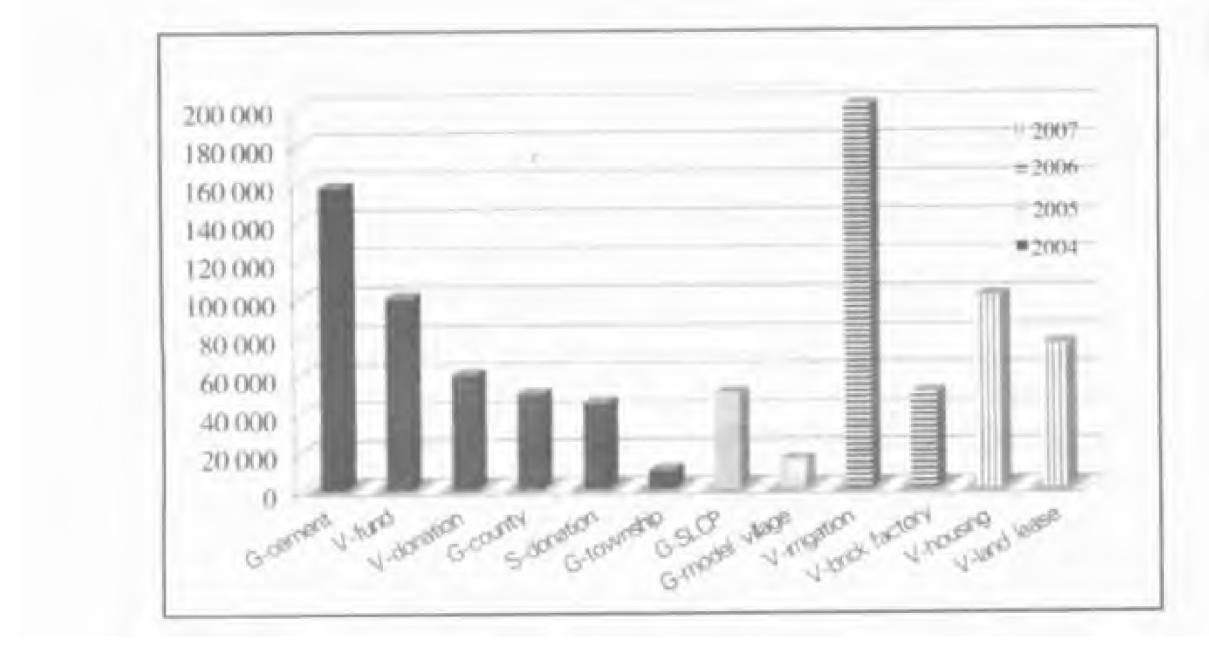 200 000
180 000
160 000
140 000
120 000
100 000
80 000
60 000
40 000
20 000
0
2007
2006
2005
2004
G-cement
V-fund
V-donation
G-county
S-donation
G-township
G-SLCP
G-model village
V-irrigation
V-brick factory
V-housing
V-land lease